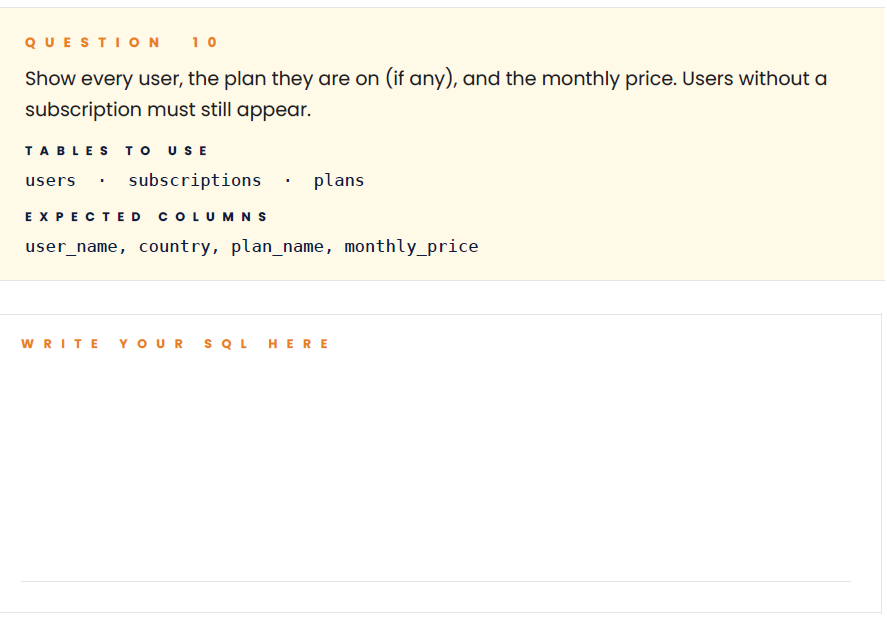 QUESTION 10
Show every user, the plan they are on (if any), and the monthly price. Users without a
subscription must still appear.
TABLES TO USE
users · subscriptions · plans
EXPECTED COLUMNS
user_name, country, plan_name, monthly_price
WRITE YOUR SQL HERE